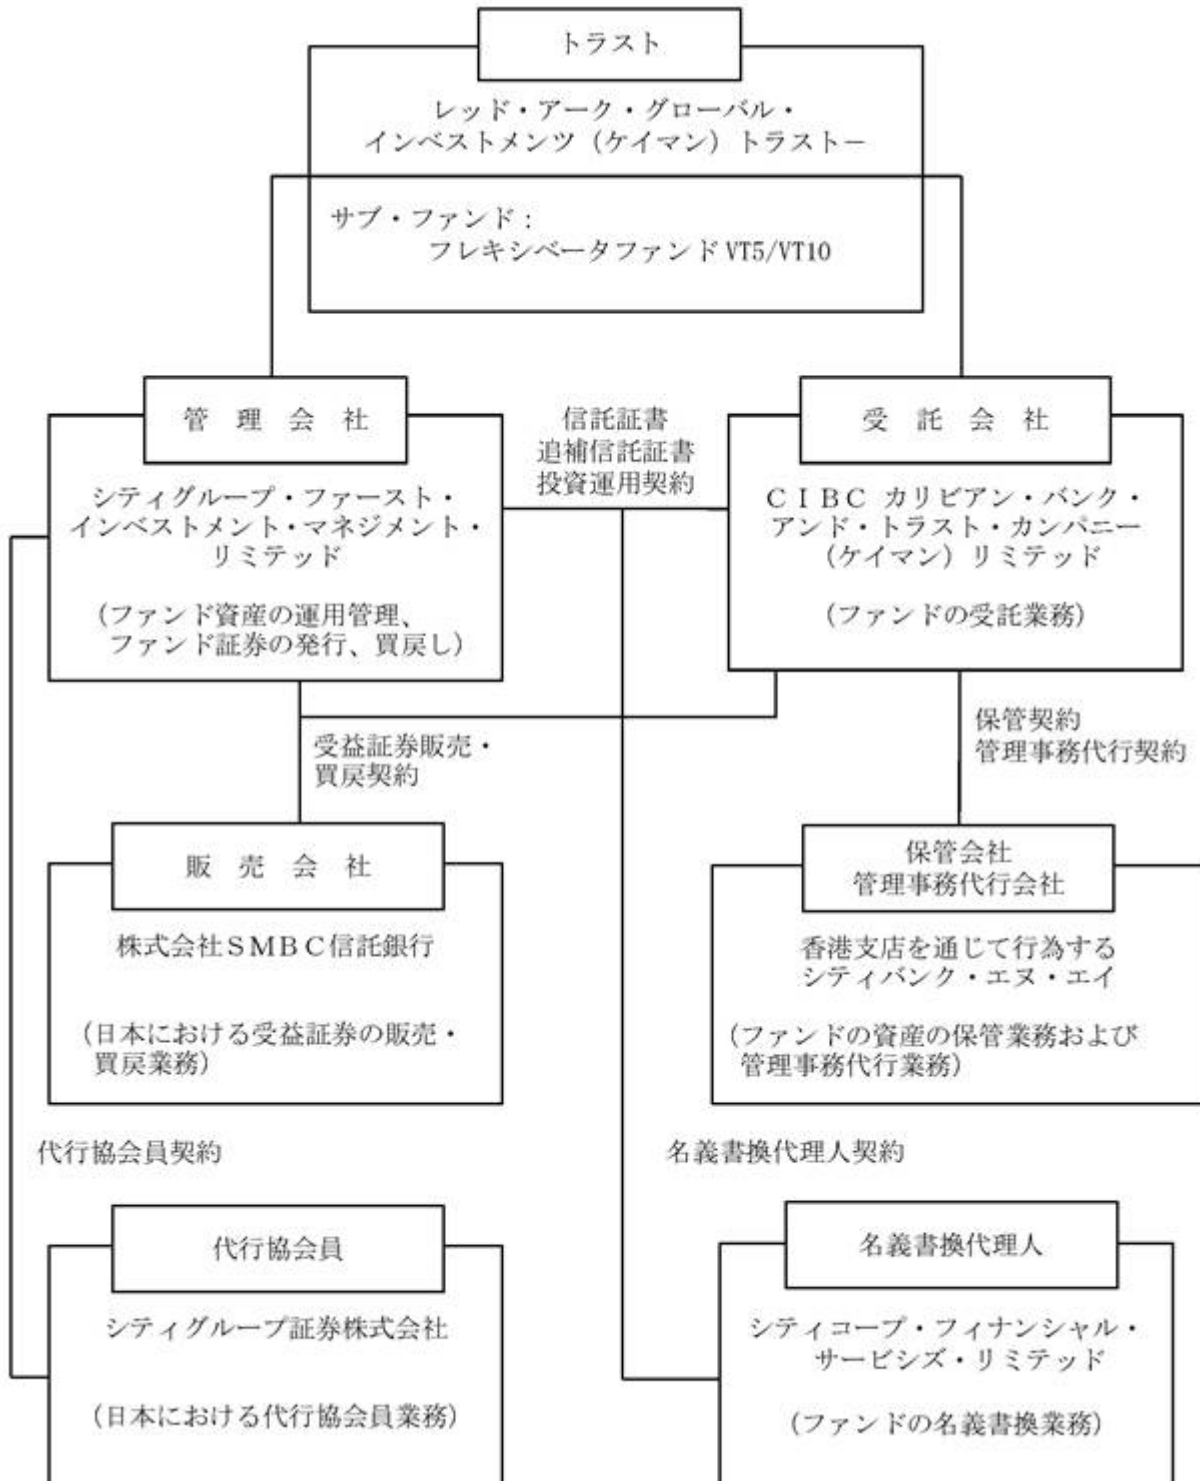 トラスト
レッド・アーク・グローバル・
インベストメンツ（ケイマン）トラスト－
サブ・ファンド：
フレキシベータファンド VT5/VT10
管理会社
シティグループ・ファースト・
インベストメント・マネジメント・
リミテッド
（ファンド資産の運用管理、
ファンド証券の発行、買戻し）
信託証書
追補信託証書
投資運用契約
受託会社
ＣＩＢＣ カリビアン・バンク・
アンド・トラスト・カンパニー
（ケイマン）リミテッド
（ファンドの受託業務）
受益証券販売・
買戻契約
保管契約
管理事務代行契約
販売会社
株式会社ＳＭＢＣ信託銀行
（日本における受益証券の販売・
買戻業務）
保管会社
管理事務代行会社
香港支店を通じて行為する
シティバンク・エヌ・エイ
（ファンドの資産の保管業務および
管理事務代行業務）
代行協会員契約
名義書換代理人契約
代行協会員
シティグループ証券株式会社
（日本における代行協会員業務）
名義書換代理人
シティコープ・フィナンシャル・
サービシズ・リミテッド
（ファンドの名義書換業務）